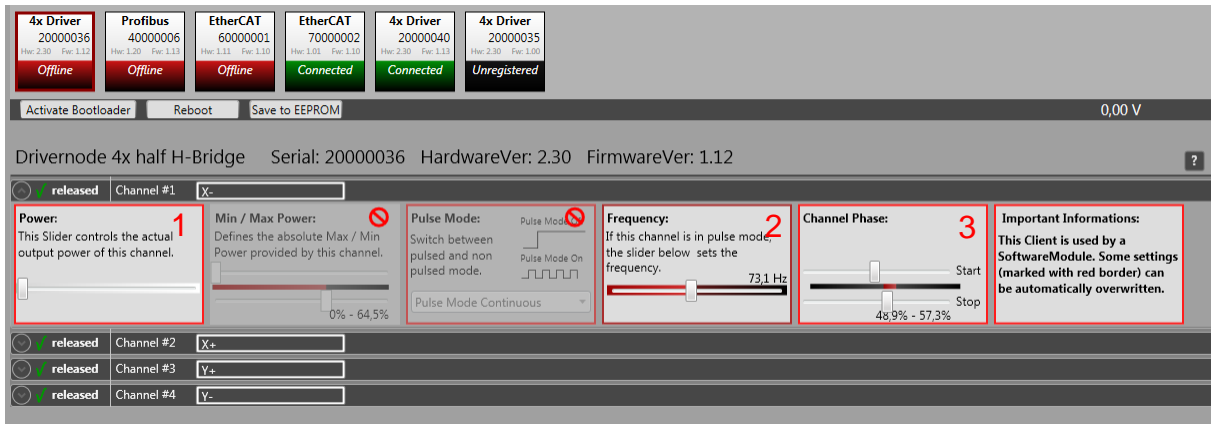 4x Driver
20000036
Hw: 2.30 Fw: 1.12
Offline
Profibus
40000006
Hw: 1.20 Fw: 1.13
Offline
EtherCAT
60000001
Hw: 1.11 Fw: 1.10
Offline
EtherCAT
70000002
Hw: 1.01 Fw: 1.10
Connected
4x Driver
20000040
Hw: 2.30 Fw: 1.13
Connected
4x Driver
20000035
Hw: 2.30 Fw: 1.00
Unregistered
Activate Bootloader
Reboot
Save to EEPROM
0,00 V
Drivernode 4x half H-Bridge Serial: 20000036 HardwareVer: 2.30 FirmwareVer: 1.12
?
released Channel #1 X-
Power:
1
This Slider controls the actual
output power of this channel.
Min / Max Power:
Defines the absolute Max / Min
Power provided by this channel.
0% - 64,5%
Pulse Mode:
Switch between
pulsed and non
pulsed mode.
Pulse Mode
Pulse Mode On
Pulse Mode Continuous
Frequency:
2
If this channel is in pulse mode,
the slider below sets the
frequency.
73,1 Hz
Channel Phase:
3
Start
Stop
48,9% - 57,3%
Important Informations:
This Client is used by a
SoftwareModule. Some settings
(marked with red border) can
be automatically overwritten.
released Channel #2 X+
released Channel #3 Y+
released Channel #4 Y-